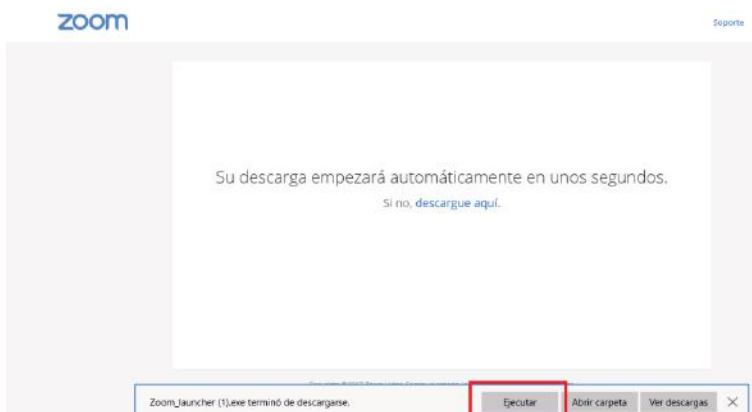 zoom
Soporte
Su descarga empezará automáticamente en unos segundos.
Si no, descargue aquí.
Zoom_launcher (1).exe terminó de descargarse.
Ejecutar
Abrir carpeta
Ver descargas